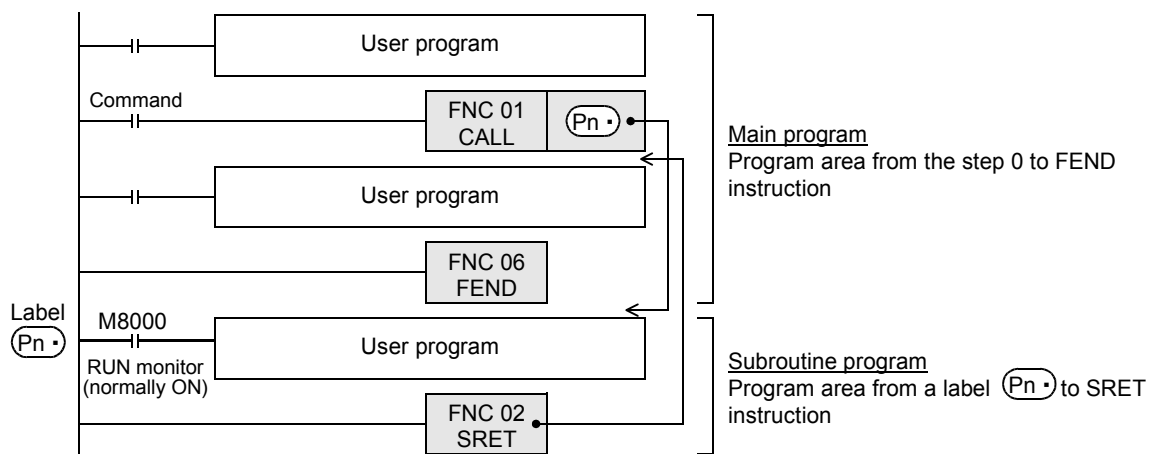 User program
Command
FNC 01
CALL
Pn •
Main program
Program area from the step 0 to FEND
instruction
User program
FNC 06
FEND
Label
Pn •
M8000
RUN monitor
(normally ON)
User program
Subroutine program
Program area from a label Pn • to SRET
instruction
FNC 02
SRET